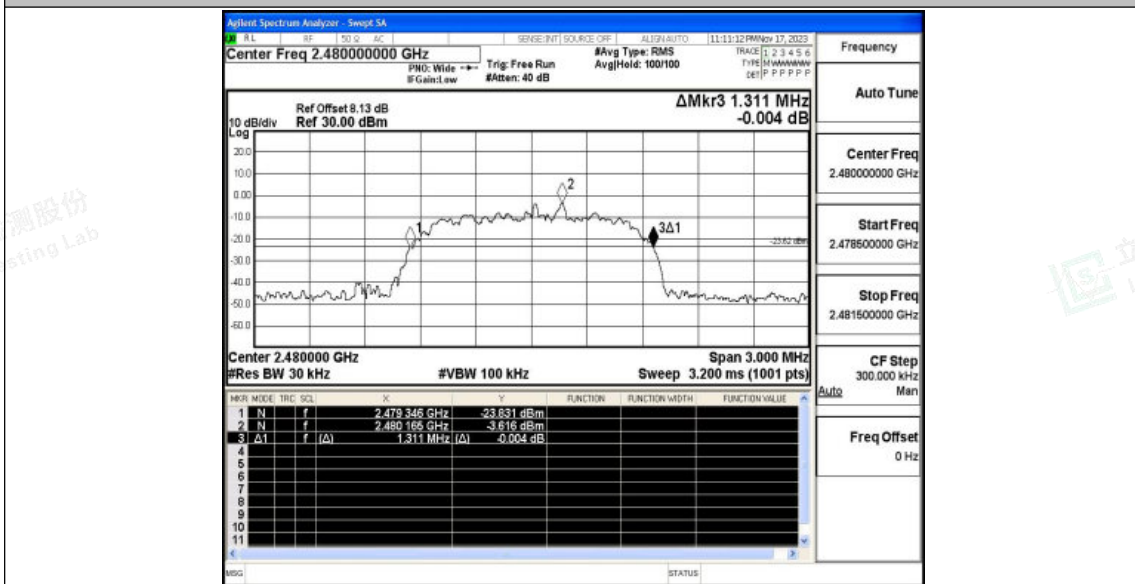 Agilent Spectrum Analyzer - Swept SA
RL RF 50 Ω AC SENSE:INT SOURCE OFF ALIGNAUTO 11:11:12 PM Nov 17, 2023
Center Freq 2.480000000 GHz
PNO: Wide
IFGain:Low
Trig: Free Run
#Atten: 40 dB
#Avg Type: RMS
Avg|Hold: 100/100
TRACE 1 2 3 4 5 6
TYPE M W W W W W
DET P P P P P P
Ref Offset 8.13 dB
10 dB/div Ref 30.00 dBm
Log
ΔMkr3 1.311 MHz
-0.004 dB
20.0
10.0
0.00
-10.0
-20.0
-30.0
-40.0
-50.0
-60.0
1
2
3Δ1
-23.62 dBm
Center 2.480000 GHz Span 3.000 MHz
#Res BW 30 kHz #VBW 100 kHz Sweep 3.200 ms (1001 pts)
MKR MODE TRC SCL X Y FUNCTION FUNCTION WIDTH FUNCTION VALUE
1 N f 2.479 346 GHz -23.831 dBm
2 N f 2.480 165 GHz -3.616 dBm
3 Δ1 f (Δ) 1.311 MHz (Δ) -0.004 dB
4
5
6
7
8
9
10
11
MSG STATUS
Frequency
Auto Tune
Center Freq
2.480000000 GHz
Start Freq
2.478500000 GHz
Stop Freq
2.481500000 GHz
CF Step
300.000 kHz
Auto Man
Freq Offset
0 Hz
测股份
esting Lab
立